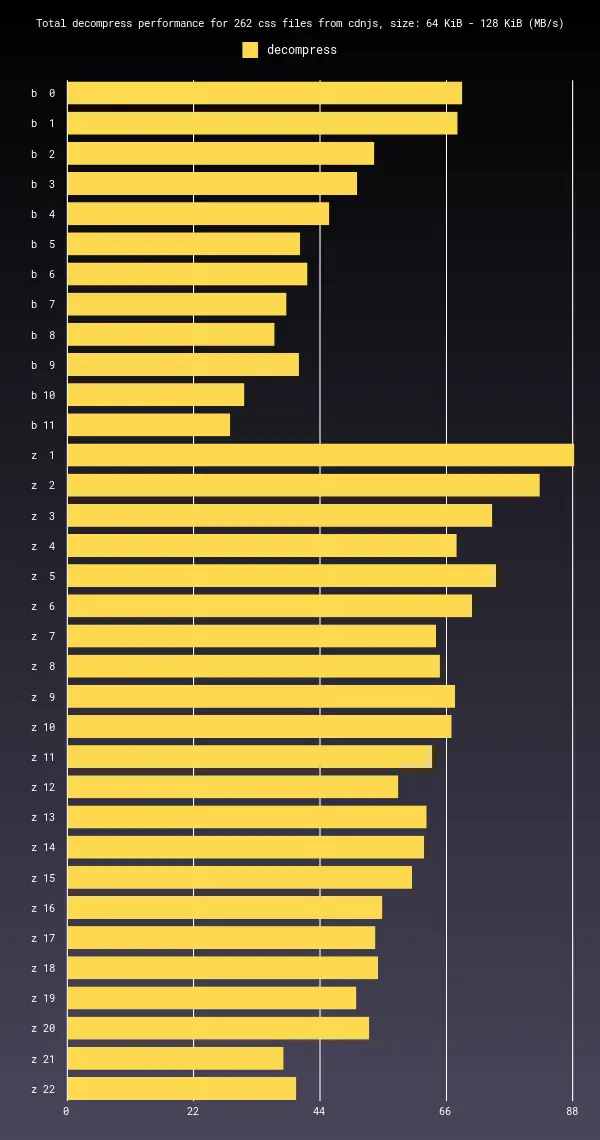 Total decompress performance for 262 css files from cdnjs, size: 64 KiB - 128 KiB (MB/s)
decompress
b 0
b 1
b 2
b 3
b 4
b 5
b 6
b 7
b 8
b 9
b 10
b 11
z 1
z 2
z 3
z 4
z 5
z 6
z 7
z 8
z 9
z 10
z 11
z 12
z 13
z 14
z 15
z 16
z 17
z 18
z 19
z 20
z 21
z 22
0 22 44 66 88